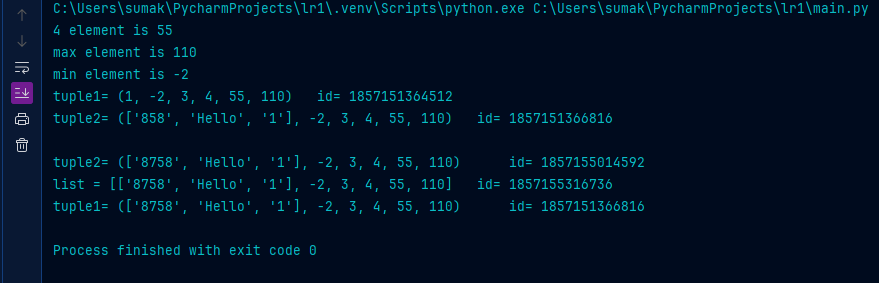 C:\Users\sumak\PycharmProjects\lr1\.venv\Scripts\python.exe C:\Users\sumak\PycharmProjects\lr1\main.py
4 element is 55
max element is 110
min element is -2
tuple1= (1, -2, 3, 4, 55, 110)   id= 1857151364512
tuple2= (['858', 'Hello', '1'], -2, 3, 4, 55, 110)   id= 1857151366816
tuple2= (['8758', 'Hello', '1'], -2, 3, 4, 55, 110)      id= 1857155014592
list = [['8758', 'Hello', '1'], -2, 3, 4, 55, 110]   id= 1857155316736
tuple1= (['8758', 'Hello', '1'], -2, 3, 4, 55, 110)      id= 1857151366816
Process finished with exit code 0